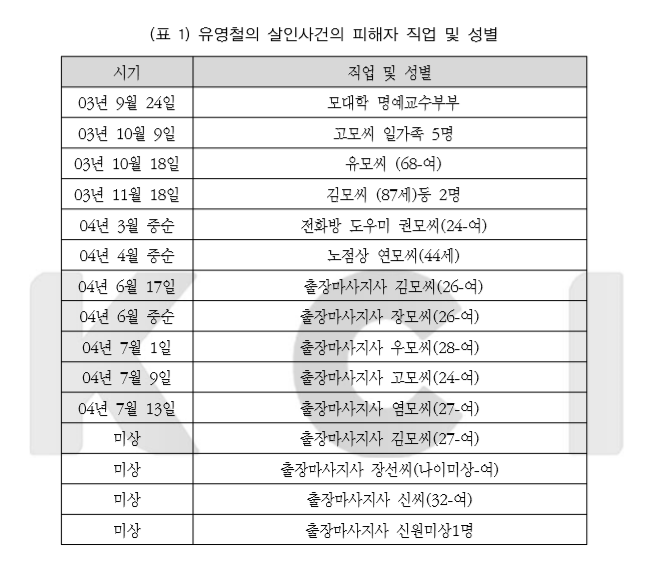 (표 1) 유영철의 살인사건의 피해자 직업 및 성별
시기 직업 및 성별
03년 9월 24일 모대학 명예교수부부
03년 10월 9일 고모씨 일가족 5명
03년 10월 18일 유모씨 (68-여)
03년 11월 18일 김모씨 (87세)등 2명
04년 3월 중순 전화방 도우미 권모씨(24-여)
04년 4월 중순 노점상 연모씨(44세)
04년 6월 17일 출장마사지사 김모씨(26-여)
04년 6월 중순 출장마사지사 장모씨(26-여)
04년 7월 1일 출장마사지사 우모씨(28-여)
04년 7월 9일 출장마사지사 고모씨(24-여)
04년 7월 13일 출장마사지사 염모씨(27-여)
미상 출장마사지사 김모씨(27-여)
미상 출장마사지사 장선씨(나이미상-여)
미상 출장마사지사 신씨(32-여)
미상 출장마사지사 신원미상1명
KCI